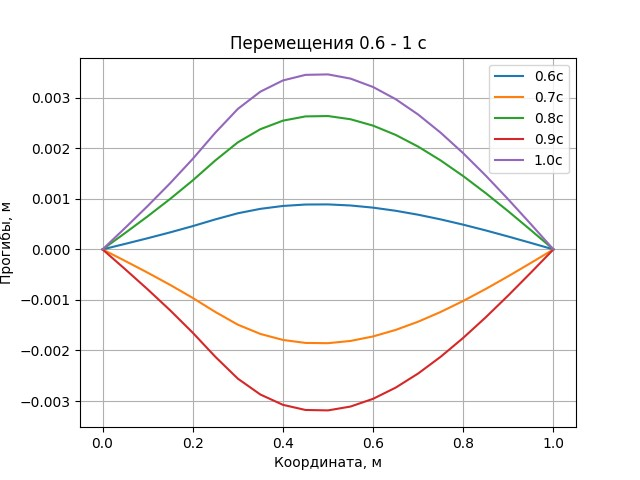 Перемещения 0.6 - 1 с
0.6с
0.7с
0.8с
0.9с
1.0с
Прогибы, м
0.003
0.002
0.001
0.000
−0.001
−0.002
−0.003
0.0 0.2 0.4 0.6 0.8 1.0
Координата, м